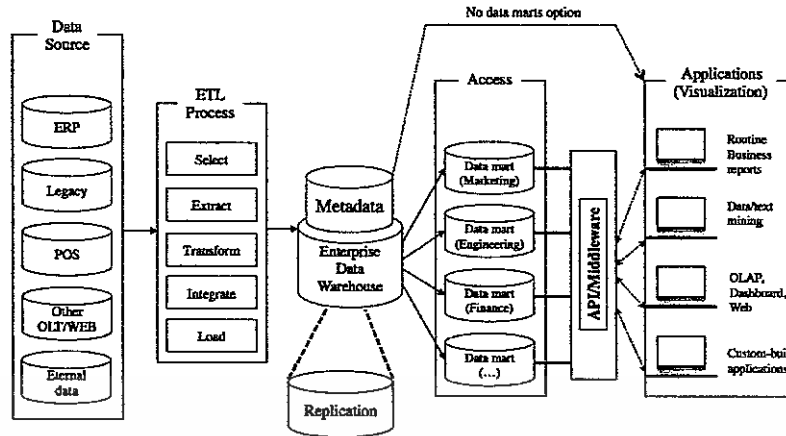 No data marts option
Data
Source
ERP
Legacy
POS
Other
OLT/WEB
Eternal
data
ETL
Process
Select
Extract
Transform
Integrate
Load
Metadata
Enterprise
Data
Warehouse
Replication
Access
Data mart
(Marketing)
Data mart
(Engineering)
Data mart
(Finance)
Data mart
(...)
API/Middleware
Applications
(Visualization)
Routine
Business
reports
Data/text
mining
OLAP,
Dashboard,
Web
Custom-buil
applications